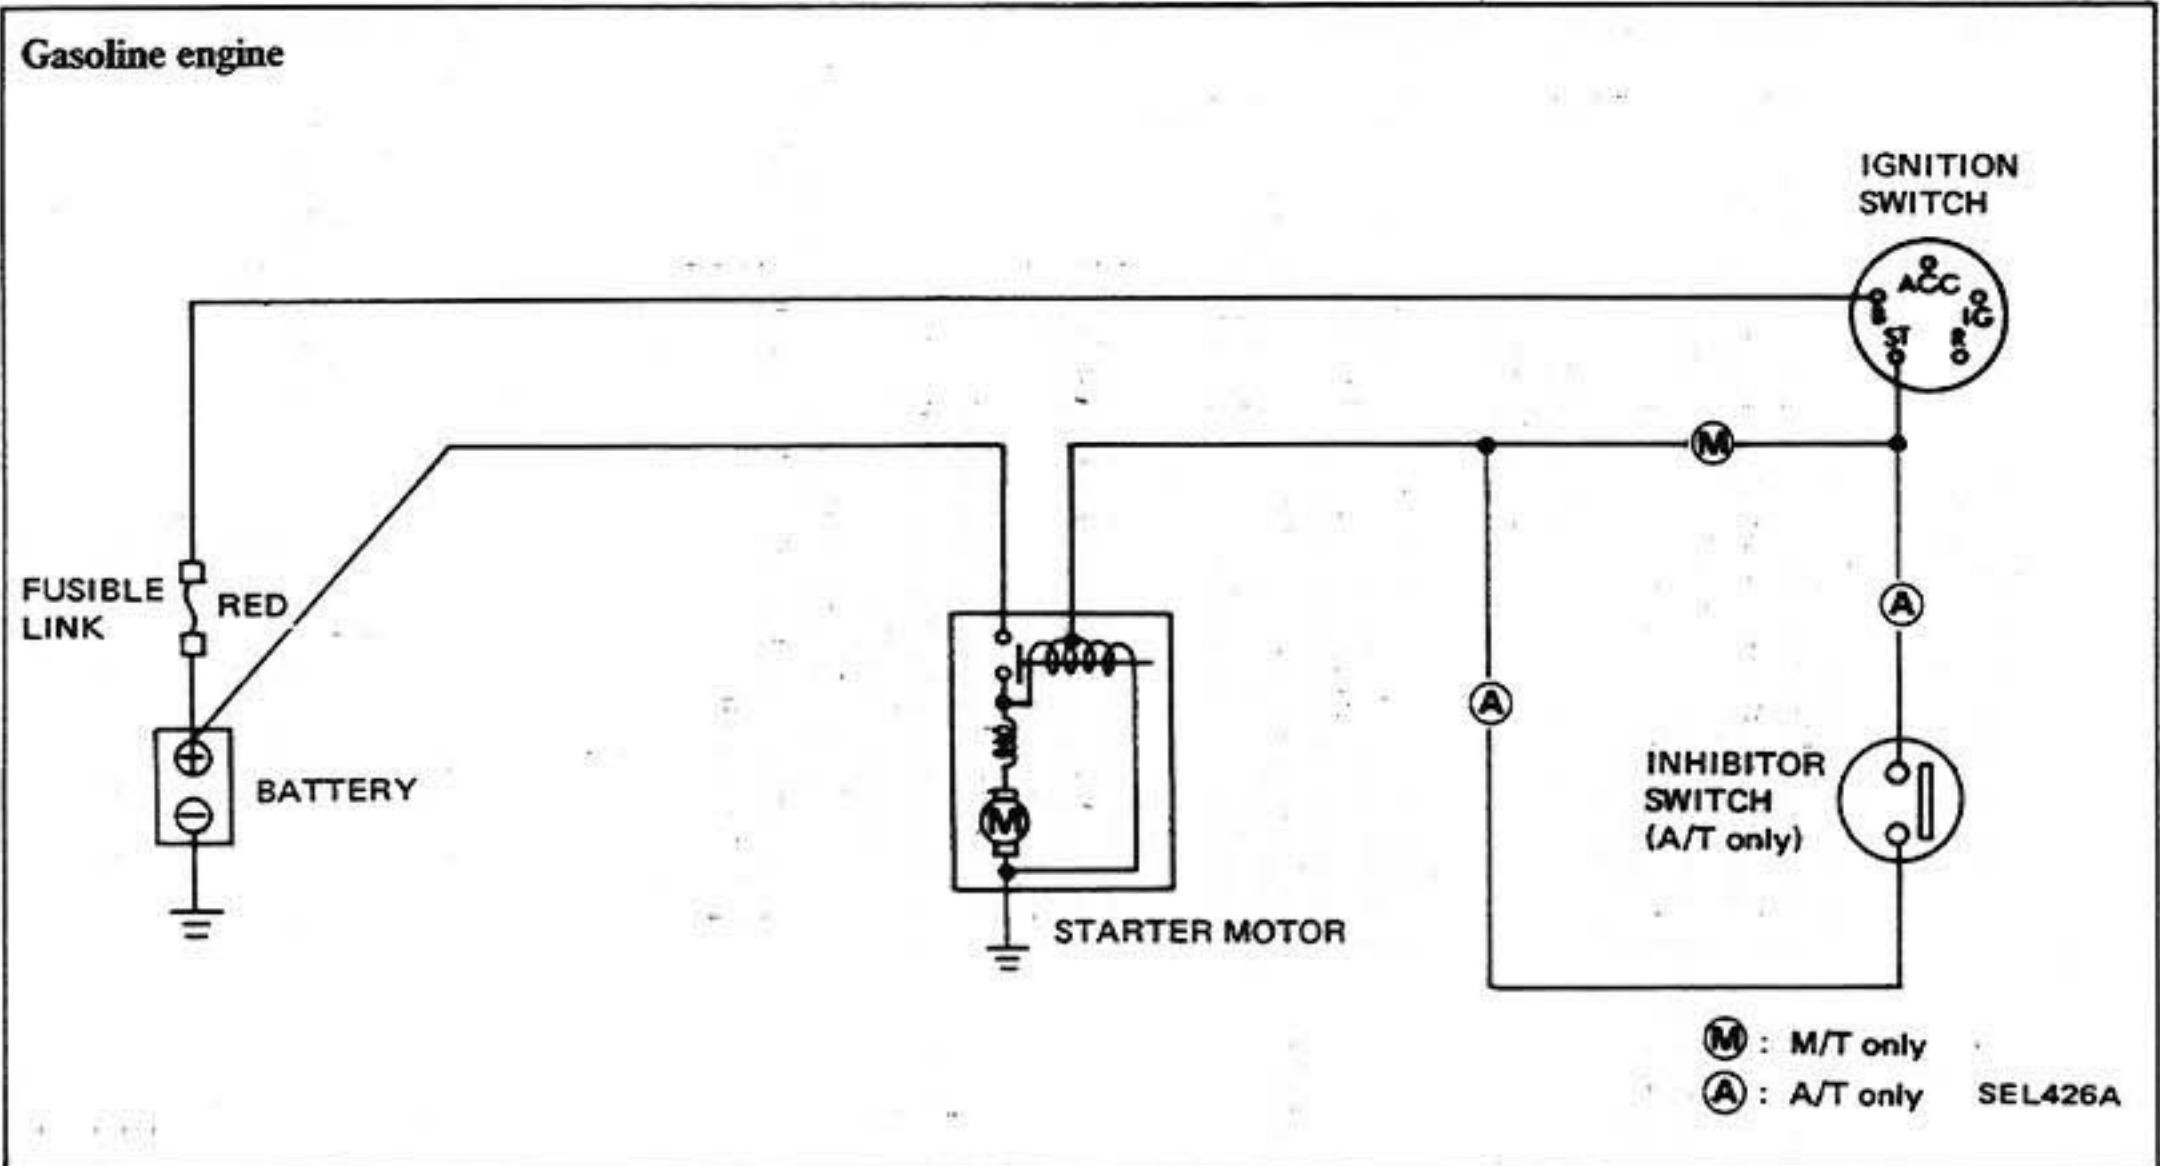 Gasoline engine
IGNITION
SWITCH
ACC
B
IG
ST
R
M
FUSIBLE
LINK
RED
A
A
BATTERY
INHIBITOR
SWITCH
(A/T only)
M
STARTER MOTOR
M : M/T only
A : A/T only
SEL426A